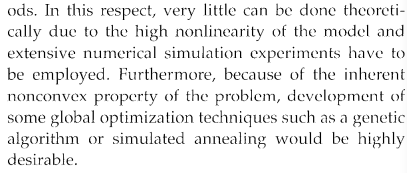 ods. In this respect, very little can be done theoreti-
cally due to the high nonlinearity of the model and
extensive numerical simulation experiments have to
be employed. Furthermore, because of the inherent
nonconvex property of the problem, development of
some global optimization techniques such as a genetic
algorithm or simulated annealing would be highly
desirable.